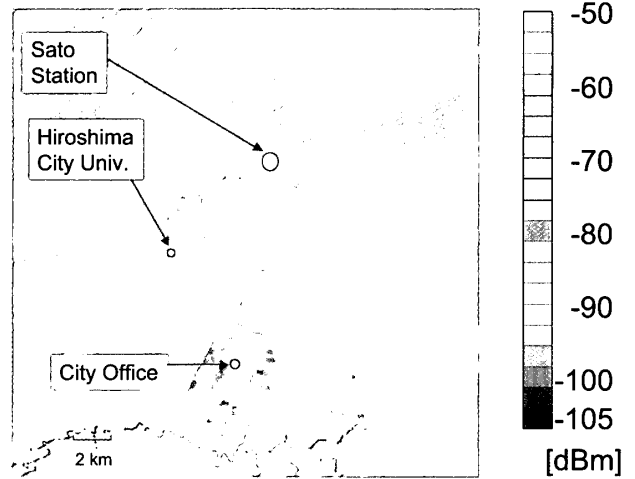 Sato
Station
Hiroshima
City Univ.
City Office
2 km
-50
-60
-70
-80
-90
-100
-105
[dBm]